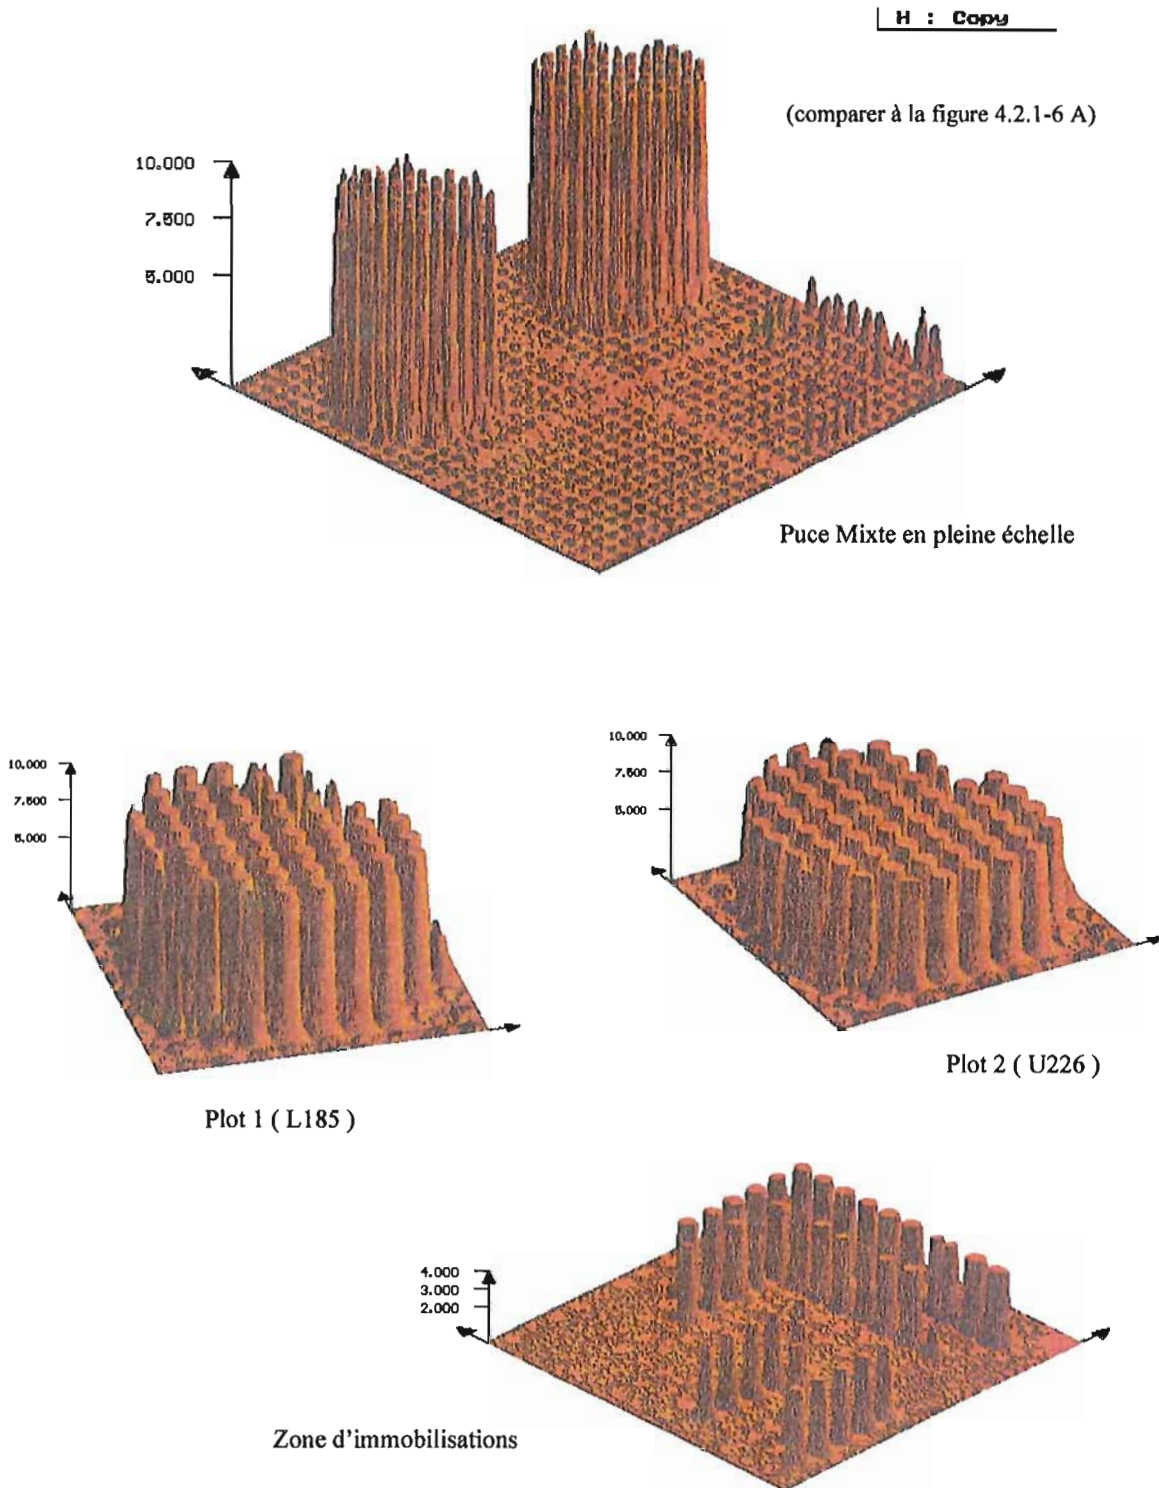 H : Copy
(comparer à la figure 4.2.1-6 A)
10.000
7.500
5.000
Puce Mixte en pleine échelle
10.000
7.500
5.000
10.000
7.500
5.000
Plot 2 ( U226 )
Plot 1 ( L185 )
4.000
3.000
2.000
Zone d'immobilisations